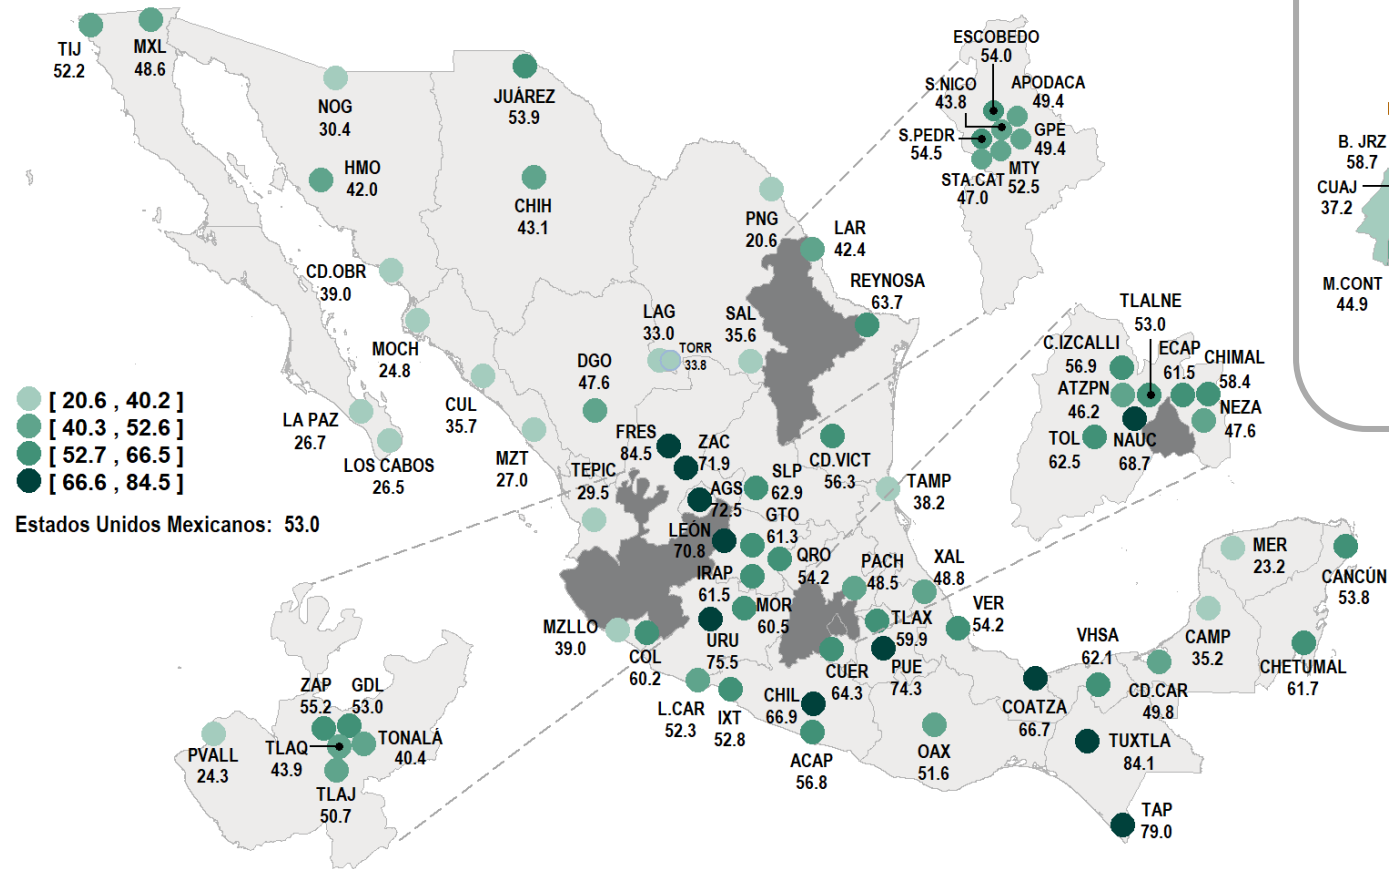 TIJ
52.2
MXL
48.6
NOG
30.4
HMO
42.0
JUÁREZ
53.9
CHIH
43.1
CD.OBR
39.0
MOCH
24.8
CUL
35.7
LA PAZ
26.7
LOS CABOS
26.5
MZT
27.0
DGO
47.6
LAG
33.0
TORR
33.8
SAL
35.6
PNG
20.6
LAR
42.4
REYNOSA
63.7
ESCOBEDO
54.0
S.NICO
43.8
APODACA
49.4
S.PEDR
54.5
GPE
49.4
STA.CAT
47.0
MTY
52.5
B. JRZ
58.7
CUAJ
37.2
M.CONT
44.9
[ 20.6 , 40.2 ]
[ 40.3 , 52.6 ]
[ 52.7 , 66.5 ]
[ 66.6 , 84.5 ]
Estados Unidos Mexicanos: 53.0
FRES
84.5
ZAC
71.9
TEPIC
29.5
AGS
72.5
SLP
62.9
CD.VICT
56.3
TAMP
38.2
LEÓN
70.8
GTO
61.3
QRO
54.2
IRAP
61.5
PACH
48.5
XAL
48.8
MOR
60.5
TLAX
59.9
VER
54.2
MZLLO
39.0
COL
60.2
URU
75.5
CUER
64.3
PUE
74.3
L.CAR
52.3
IXT
52.8
CHIL
66.9
ACAP
56.8
OAX
51.6
COATZA
66.7
VHSA
62.1
CD.CAR
49.8
TUXTLA
84.1
TAP
79.0
MER
23.2
CANCÚN
53.8
CAMP
35.2
CHETUMAL
61.7
TLALNE
53.0
C.IZCALLI
56.9
ECAP
61.5
CHIMAL
58.4
ATZPN
46.2
NEZA
47.6
TOL
62.5
NAUC
68.7
ZAP
55.2
GDL
53.0
PVALL
24.3
TLAQ
43.9
TONALÁ
40.4
TLAJ
50.7